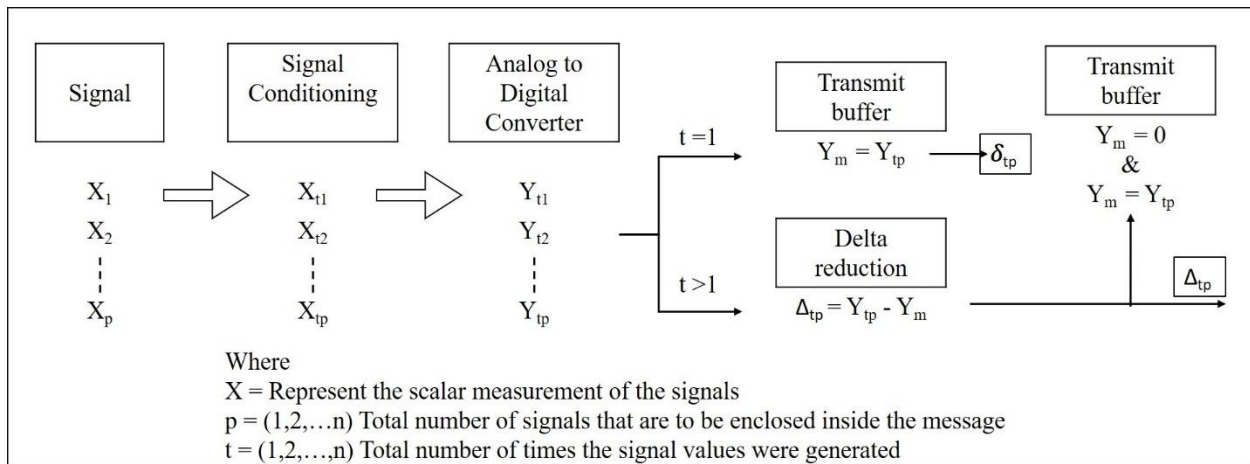 Signal
Signal
Conditioning
Analog to
Digital
Converter
X₁
X₂
Xₚ
Xₜ₁
Xₜ₂
Xₜₚ
Yₜ₁
Yₜ₂
Yₜₚ
t =1
t >1
Transmit
buffer
Yₘ = Yₜₚ
δₜₚ
Delta
reduction
Δₜₚ = Yₜₚ - Yₘ
Transmit
buffer
Yₘ = 0
&
Yₘ = Yₜₚ
Δₜₚ
Where
X = Represent the scalar measurement of the signals
p = (1,2,…n) Total number of signals that are to be enclosed inside the message
t = (1,2,…,n) Total number of times the signal values were generated